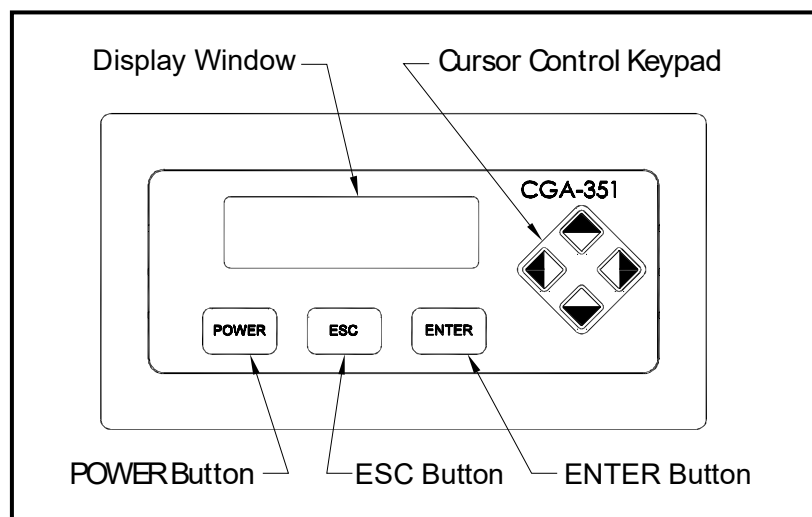 Display Window
Cursor Control Keypad
CGA-351
POWER
ESC
ENTER
POWER Button
ESC Button
ENTER Button